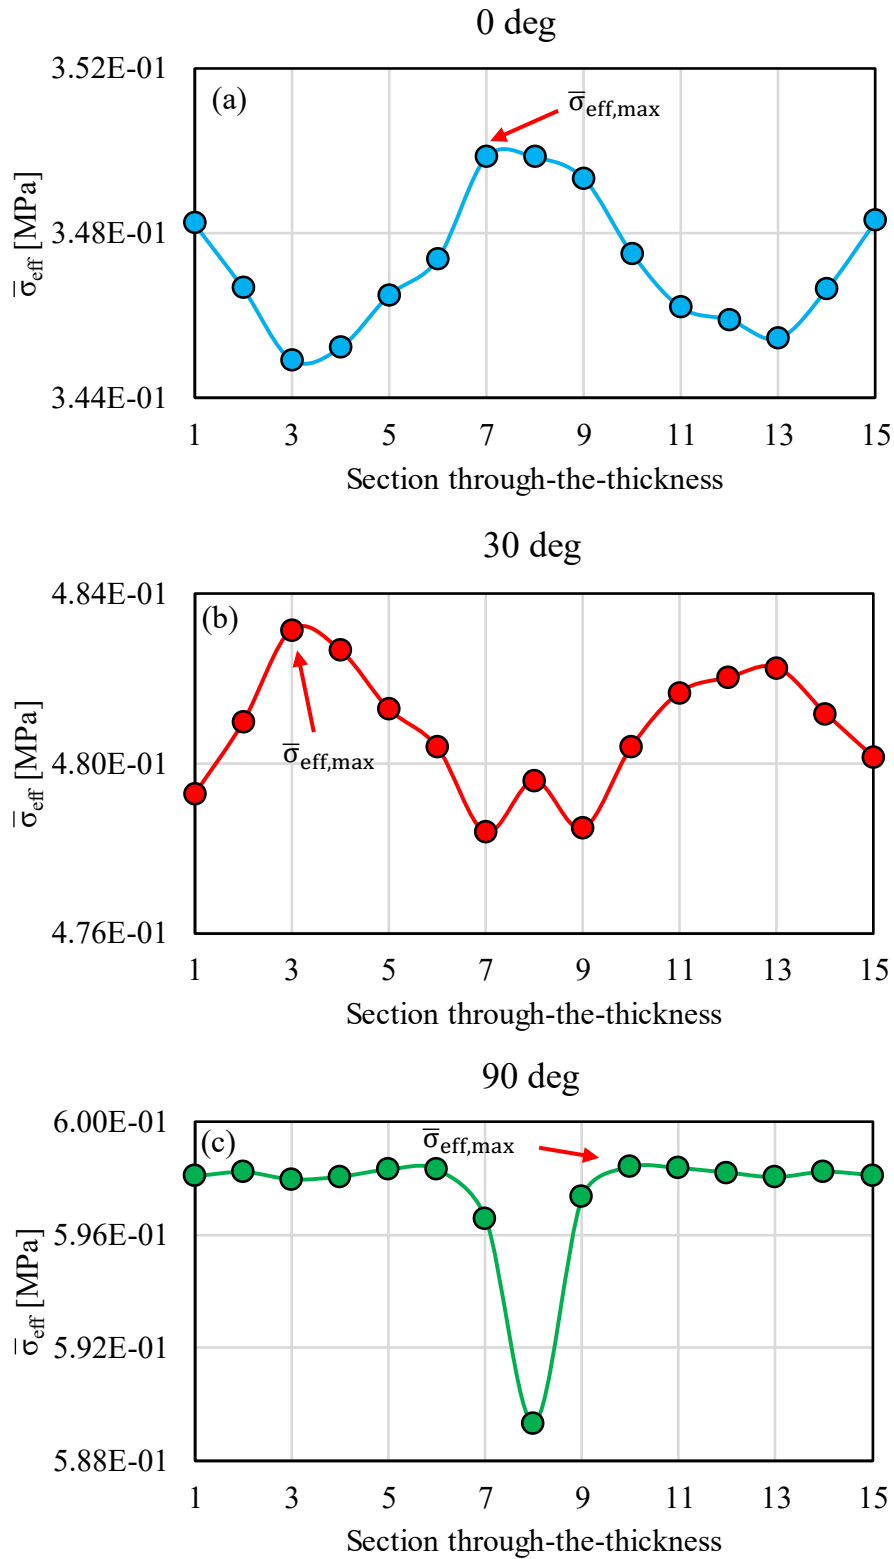 0 deg
3.52E-01
(a)
σ̅eff,max
σ̅eff [MPa]
3.48E-01
3.44E-01
1 3 5 7 9 11 13 15
Section through-the-thickness
30 deg
4.84E-01
(b)
σ̅eff,max
σ̅eff [MPa]
4.80E-01
4.76E-01
1 3 5 7 9 11 13 15
Section through-the-thickness
90 deg
6.00E-01
(c)
σ̅eff,max
σ̅eff [MPa]
5.96E-01
5.92E-01
5.88E-01
1 3 5 7 9 11 13 15
Section through-the-thickness